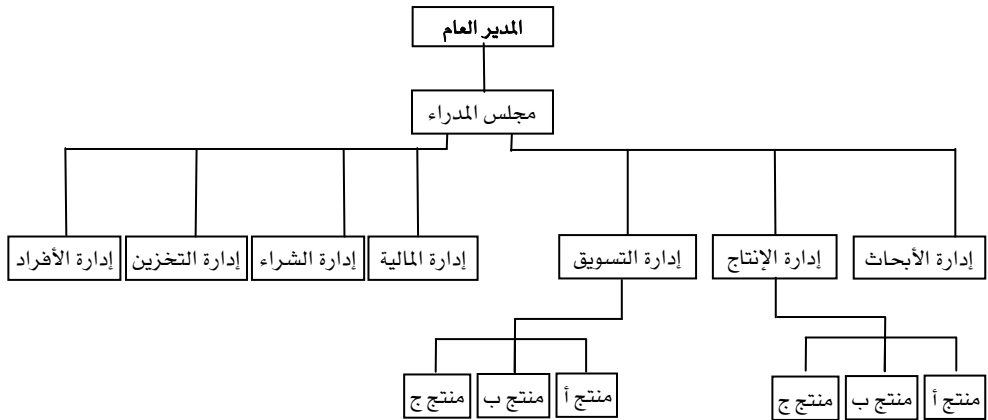 المدير العام
مجلس المدراء
إدارة الأبحاث
إدارة الإنتاج
إدارة التسويق
إدارة المالية
إدارة الشراء
إدارة التخزين
إدارة الأفراد
منتج أ
منتج ب
منتج ج
منتج أ
منتج ب
منتج ج